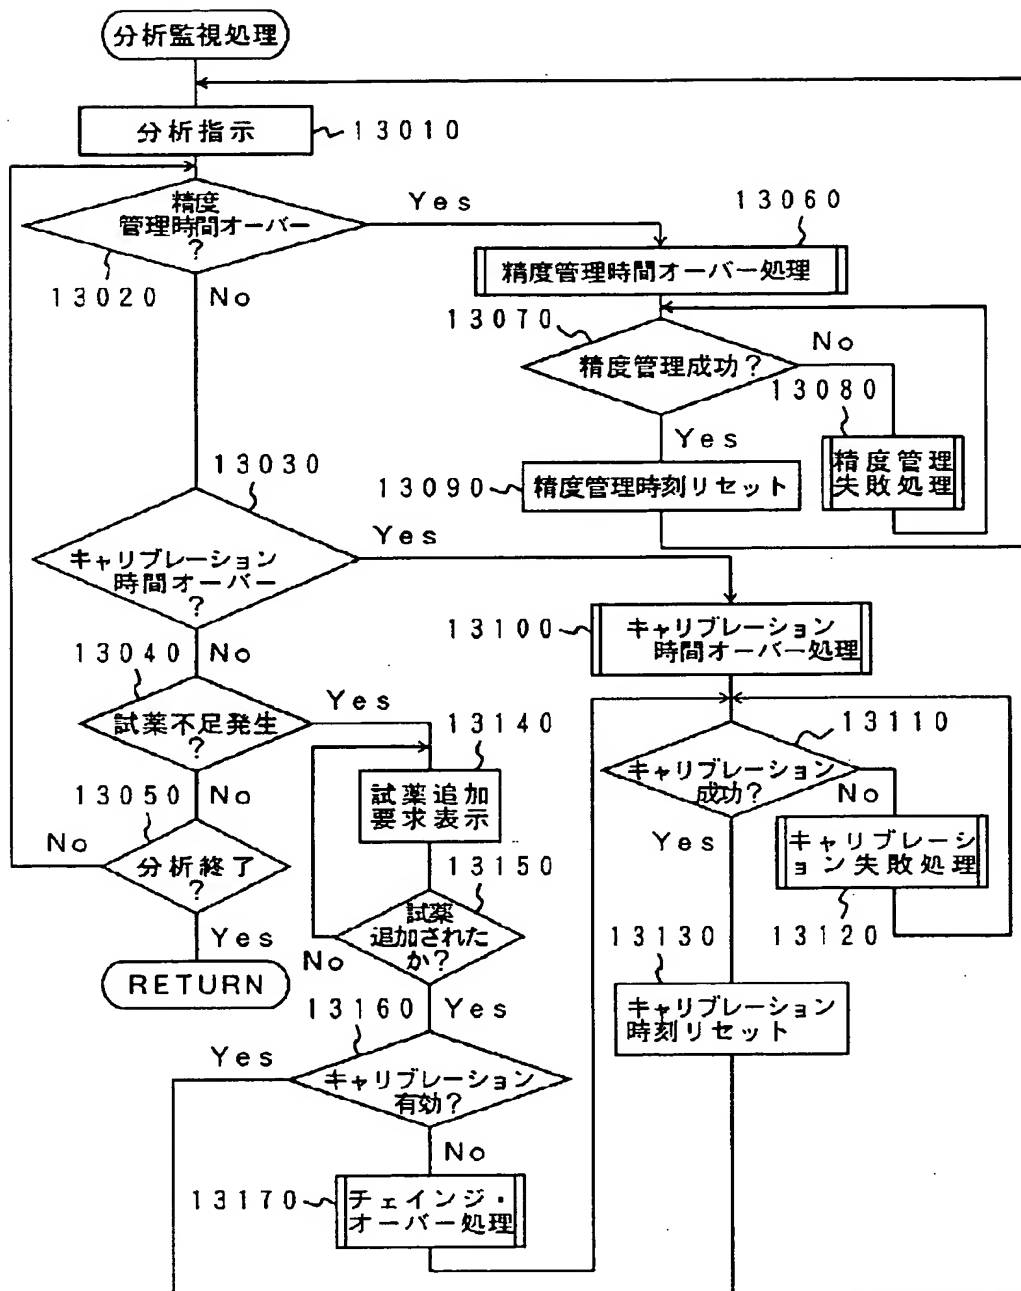 分析監視処理
分析指示
13010
精度
管理時間オーバー
?
Yes
13020
No
13060
精度管理時間オーバー処理
13070
精度管理成功?
No
13080
精度管理
失敗処理
Yes
13090
精度管理時刻リセット
13030
キャリブレーション
時間オーバー
?
Yes
No
13100
キャリブレーション
時間オーバー処理
13040
試薬不足発生
?
Yes
No
13110
キャリブレーション
成功?
No
Yes
キャリブレーシ
ョン失敗処理
13120
13140
試薬追加
要求表示
13050
分析終了
?
No
Yes
RETURN
13150
試薬
追加された
か?
No
Yes
13130
キャリブレーション
時刻リセット
13160
キャリブレーション
有効?
Yes
No
13170
チェインジ・
オーバー処理